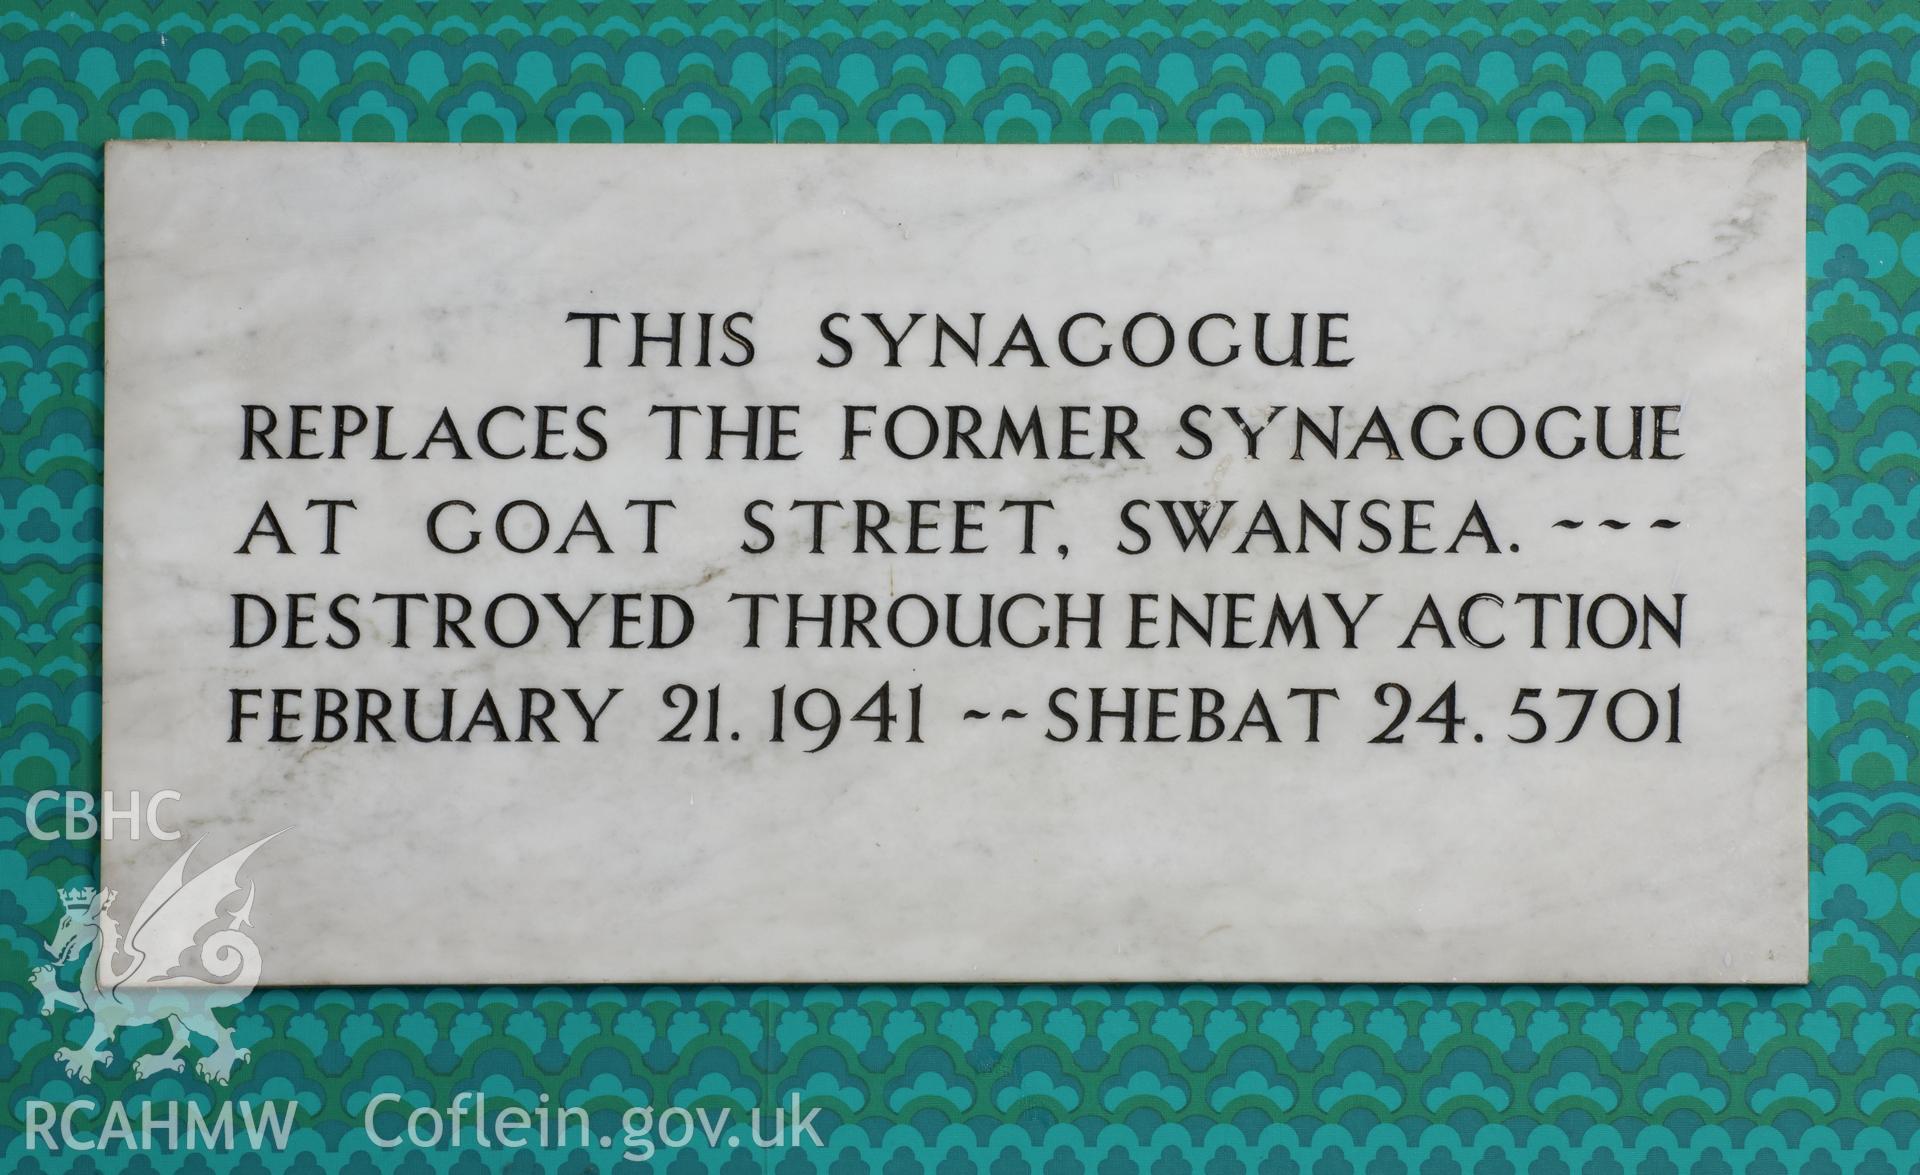 THIS SYNAGOGUE
REPLACES THE FORMER SYNAGOGUE
AT GOAT STREET, SWANSEA. ~~~
DESTROYED THROUGH ENEMY ACTION
FEBRUARY 21. 1941 ~~ SHEBAT 24. 5701
CBHC
RCAHMW Coflein.gov.uk